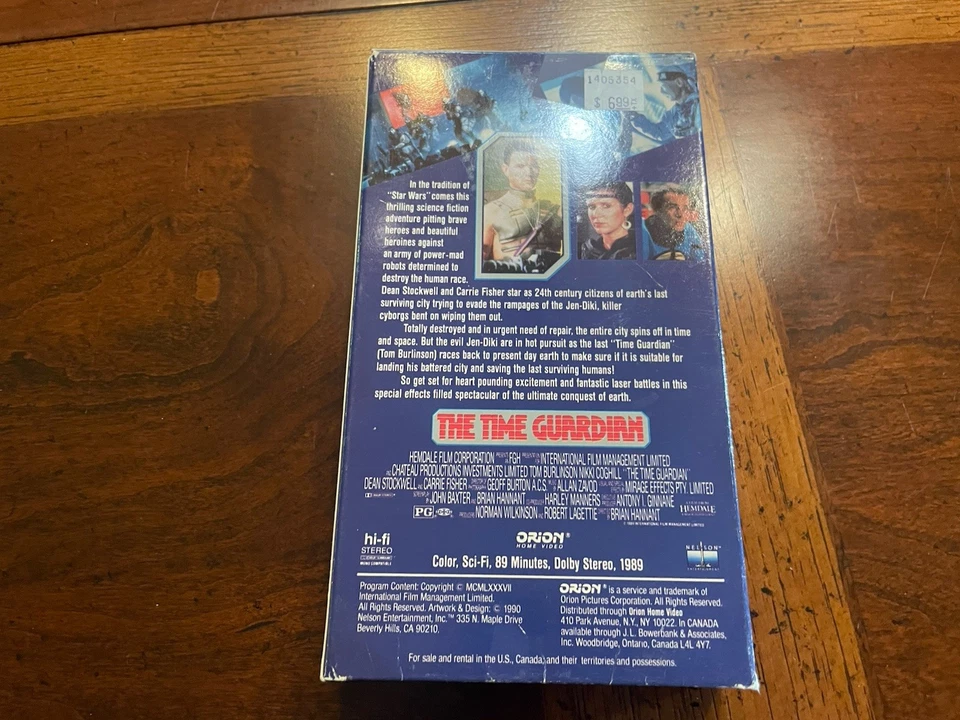 1405354
$ 6.99
In the tradition of
"Star Wars" comes this
thrilling science fiction
adventure pitting brave
heroes and beautiful
heroines against
an army of power-mad
robots determined to
destroy the human race.
Dean Stockwell and Carrie Fisher star as 24th century citizens of earth's last
surviving city trying to evade the rampages of the Jen-Diki, killer
cyborgs bent on wiping them out.
Totally destroyed and in urgent need of repair, the entire city spins off in time
and space. But the evil Jen-Diki are in hot pursuit as the last "Time Guardian"
(Tom Burlinson) races back to present day earth to make sure if it is suitable for
landing his battered city and saving the last surviving humans!
So get set for heart pounding excitement and fantastic laser battles in this
special effects filled spectacular of the ultimate conquest of earth.
THE TIME GUARDIAN
HEMDALE FILM CORPORATION FGH INTERNATIONAL FILM MANAGEMENT LIMITED
CHATEAU PRODUCTIONS INVESTMENTS LIMITED TOM BURLINSON NIKKI COGHILL "THE TIME GUARDIAN"
DEAN STOCKWELL AND CARRIE FISHER GEOFF BURTON A.C.S. ALLAN ZAVOD MIRAGE EFFECTS PTY. LIMITED
JOHN BAXTER AND BRIAN HANNANT HARLEY MANNERS ANTONY I. GINNANE
PG NORMAN WILKINSON AND ROBERT LAGETTIE BRIAN HANNANT HEMDALE
hi-fi
STEREO
ORION®
HOME VIDEO
NELSON
ENTERTAINMENT
Color, Sci-Fi, 89 Minutes, Dolby Stereo, 1989
Program Content: Copyright © MCMLXXXVII
International Film Management Limited.
All Rights Reserved. Artwork & Design: © 1990
Nelson Entertainment, Inc.™ 335 N. Maple Drive
Beverly Hills, CA 90210.
ORION® is a service and trademark of
Orion Pictures Corporation. All Rights Reserved.
Distributed through Orion Home Video
410 Park Avenue, N.Y., NY 10022. In CANADA
available through J.L. Bowerbank & Associates,
Inc. Woodbridge, Ontario, Canada L4L 4Y7.
For sale and rental in the U.S., Canada, and their territories and possessions.